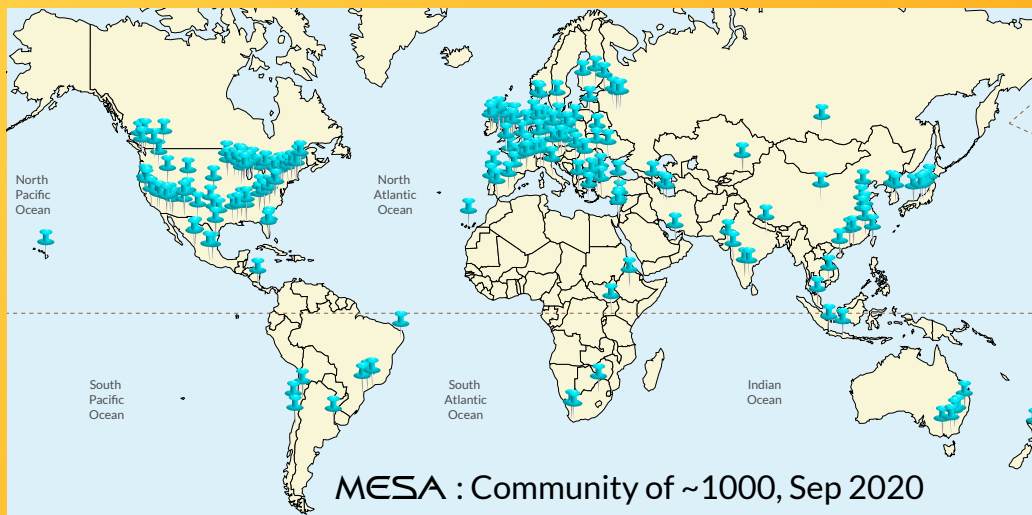 North
Pacific
Ocean
North
Atlantic
Ocean
South
Pacific
Ocean
South
Atlantic
Ocean
Indian
Ocean
MESA : Community of ~1000, Sep 2020